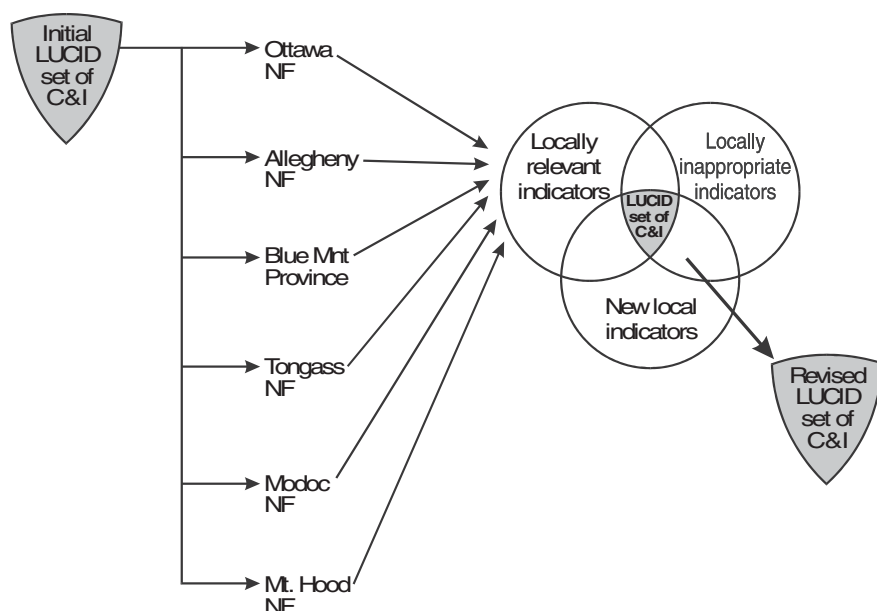 Initial
LUCID
set of
C&I
Ottawa
NF
Allegheny
NF
Blue Mnt
Province
Tongass
NF
Modoc
NF
Mt. Hood
NF
Locally
relevant
indicators
Locally
inappropriate
indicators
LUCID
set of
C&I
New local
indicators
Revised
LUCID
set of
C&I